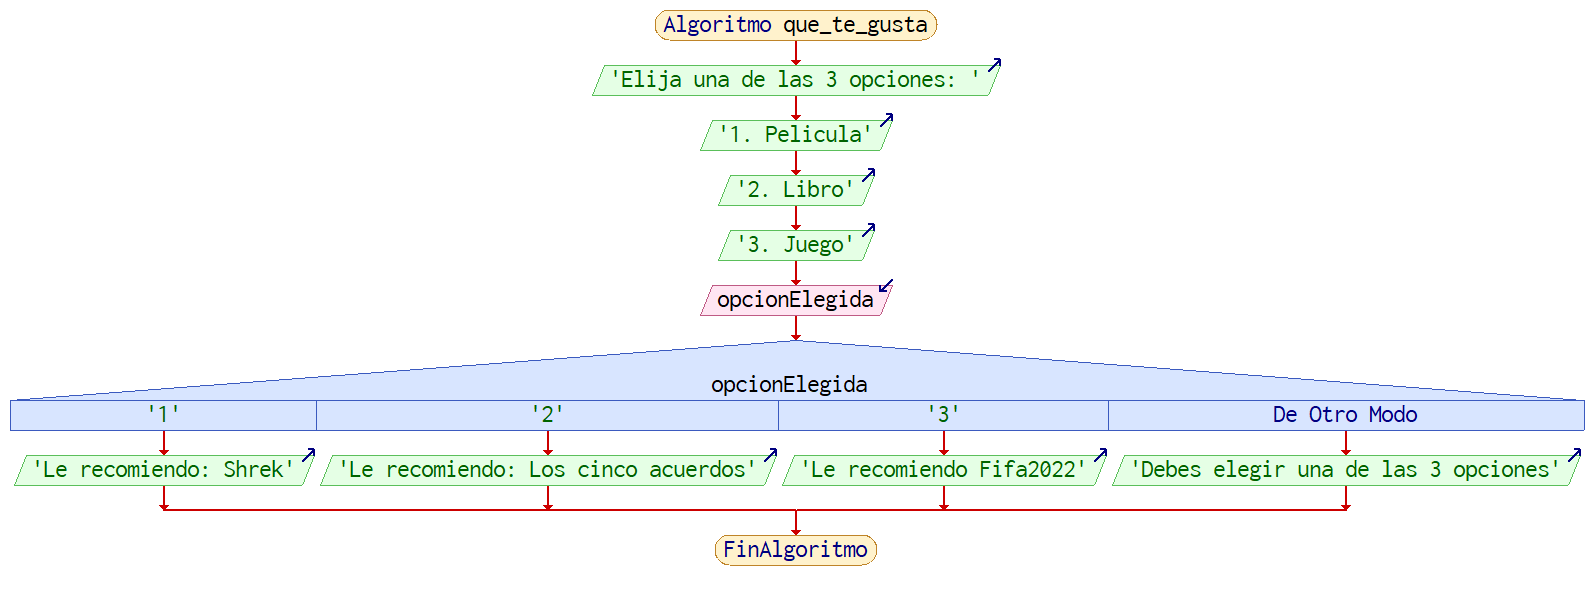 Algoritmo que_te_gusta
'Elija una de las 3 opciones: '
'1. Pelicula'
'2. Libro'
'3. Juego'
opcionElegida
opcionElegida
'1' '2' '3' De Otro Modo
'Le recomiendo: Shrek' 'Le recomiendo: Los cinco acuerdos' 'Le recomiendo Fifa2022' 'Debes elegir una de las 3 opciones'
FinAlgoritmo